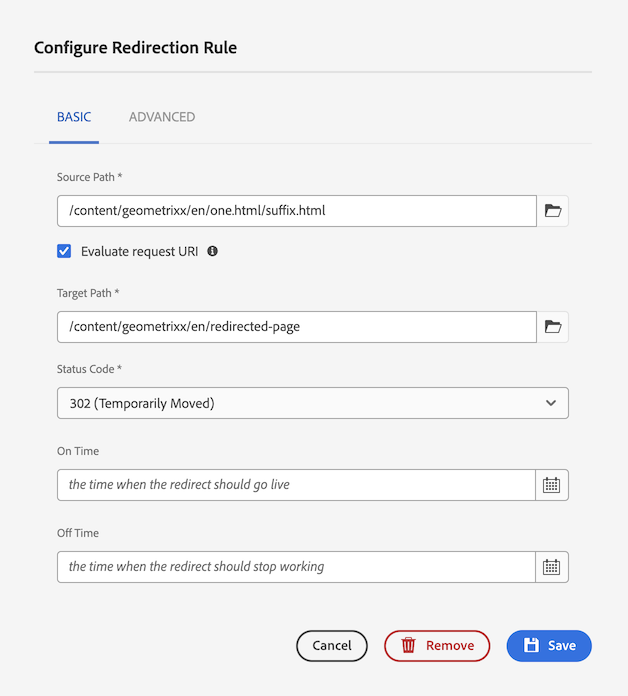 Configure Redirection Rule
BASIC ADVANCED
Source Path *
/content/geometrixx/en/one.html/suffix.html
Evaluate request URI
Target Path *
/content/geometrixx/en/redirected-page
Status Code *
302 (Temporarily Moved)
On Time
the time when the redirect should go live
Off Time
the time when the redirect should stop working
Cancel Remove Save